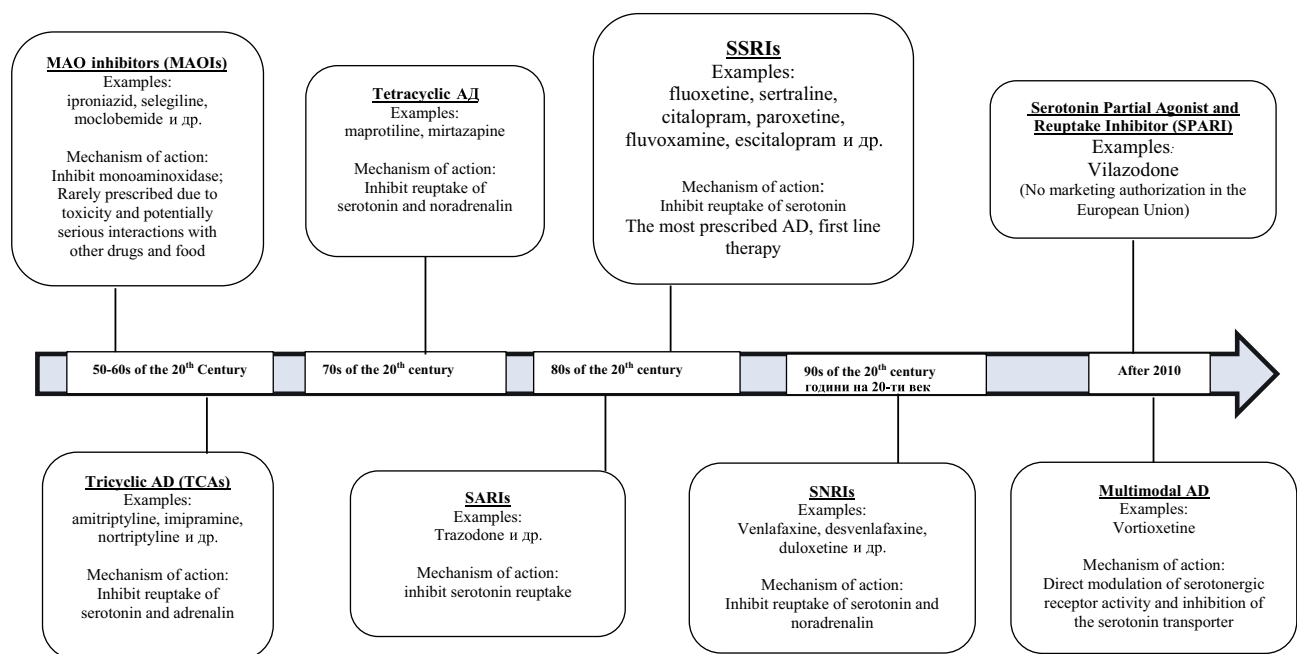 MAO inhibitors (MAOIs)
Examples:
iproniazid, selegiline,
moclobemide и др.
Mechanism of action:
Inhibit monoaminoxidase;
Rarely prescribed due to
toxicity and potentially
serious interactions with
other drugs and food
Tetracyclic АД
Examples:
maprotiline, mirtazapine
Mechanism of action:
Inhibit reuptake of
serotonin and noradrenalin
SSRIs
Examples:
fluoxetine, sertraline,
citalopram, paroxetine,
fluvoxamine, escitalopram и др.
Mechanism of action:
Inhibit reuptake of serotonin
The most prescribed AD, first line
therapy
Serotonin Partial Agonist and
Reuptake Inhibitor (SPARI)
Examples:
Vilazodone
(No marketing authorization in the
European Union)
50-60s of the 20th Century
70s of the 20th century
80s of the 20th century
90s of the 20th century
години на 20-ти век
After 2010
Tricyclic AD (TCAs)
Examples:
amitriptyline, imipramine,
nortriptyline и др.
Mechanism of action:
Inhibit reuptake of
serotonin and adrenalin
SARIs
Examples:
Trazodone и др.
Mechanism of action:
inhibit serotonin reuptake
SNRIs
Examples:
Venlafaxine, desvenlafaxine,
duloxetine и др.
Mechanism of action:
Inhibit reuptake of serotonin and
noradrenalin
Multimodal AD
Examples:
Vortioxetine
Mechanism of action:
Direct modulation of serotonergic
receptor activity and inhibition of
the serotonin transporter